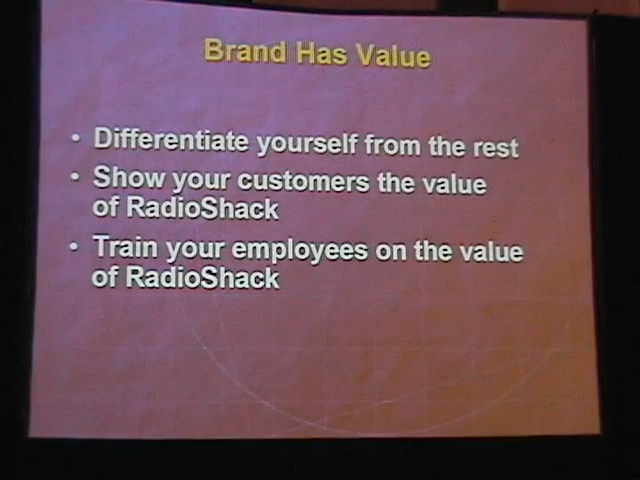 Brand Has Value
• Differentiate yourself from the rest
• Show your customers the value
of RadioShack
• Train your employees on the value
of RadioShack